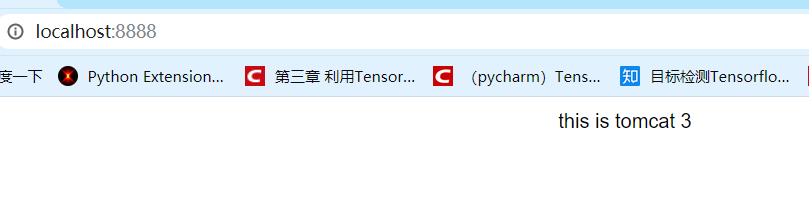 localhost:8888
度一下 Python Extension... 第三章 利用Tensor... （pycharm）Tens... 目标检测Tensorflo...
this is tomcat 3